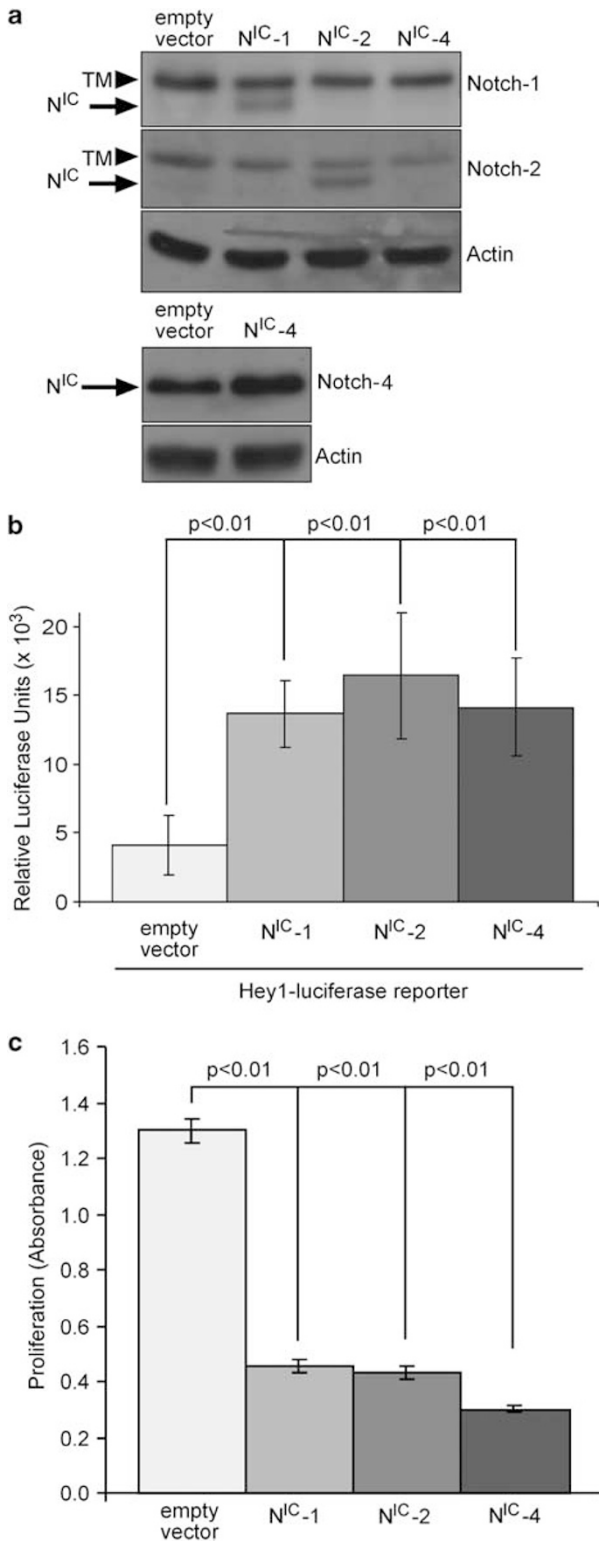 a
empty vector N^IC-1 N^IC-2 N^IC-4
TM
N^IC
Notch-1
TM
N^IC
Notch-2
Actin
empty vector N^IC-4
N^IC
Notch-4
Actin
b
p<0.01 p<0.01 p<0.01
Relative Luciferase Units (x 10^3)
20
15
10
5
0
empty vector N^IC-1 N^IC-2 N^IC-4
Hey1-luciferase reporter
c
p<0.01 p<0.01 p<0.01
Proliferation (Absorbance)
1.6
1.4
1.2
1.0
0.8
0.6
0.4
0.2
0.0
empty vector N^IC-1 N^IC-2 N^IC-4